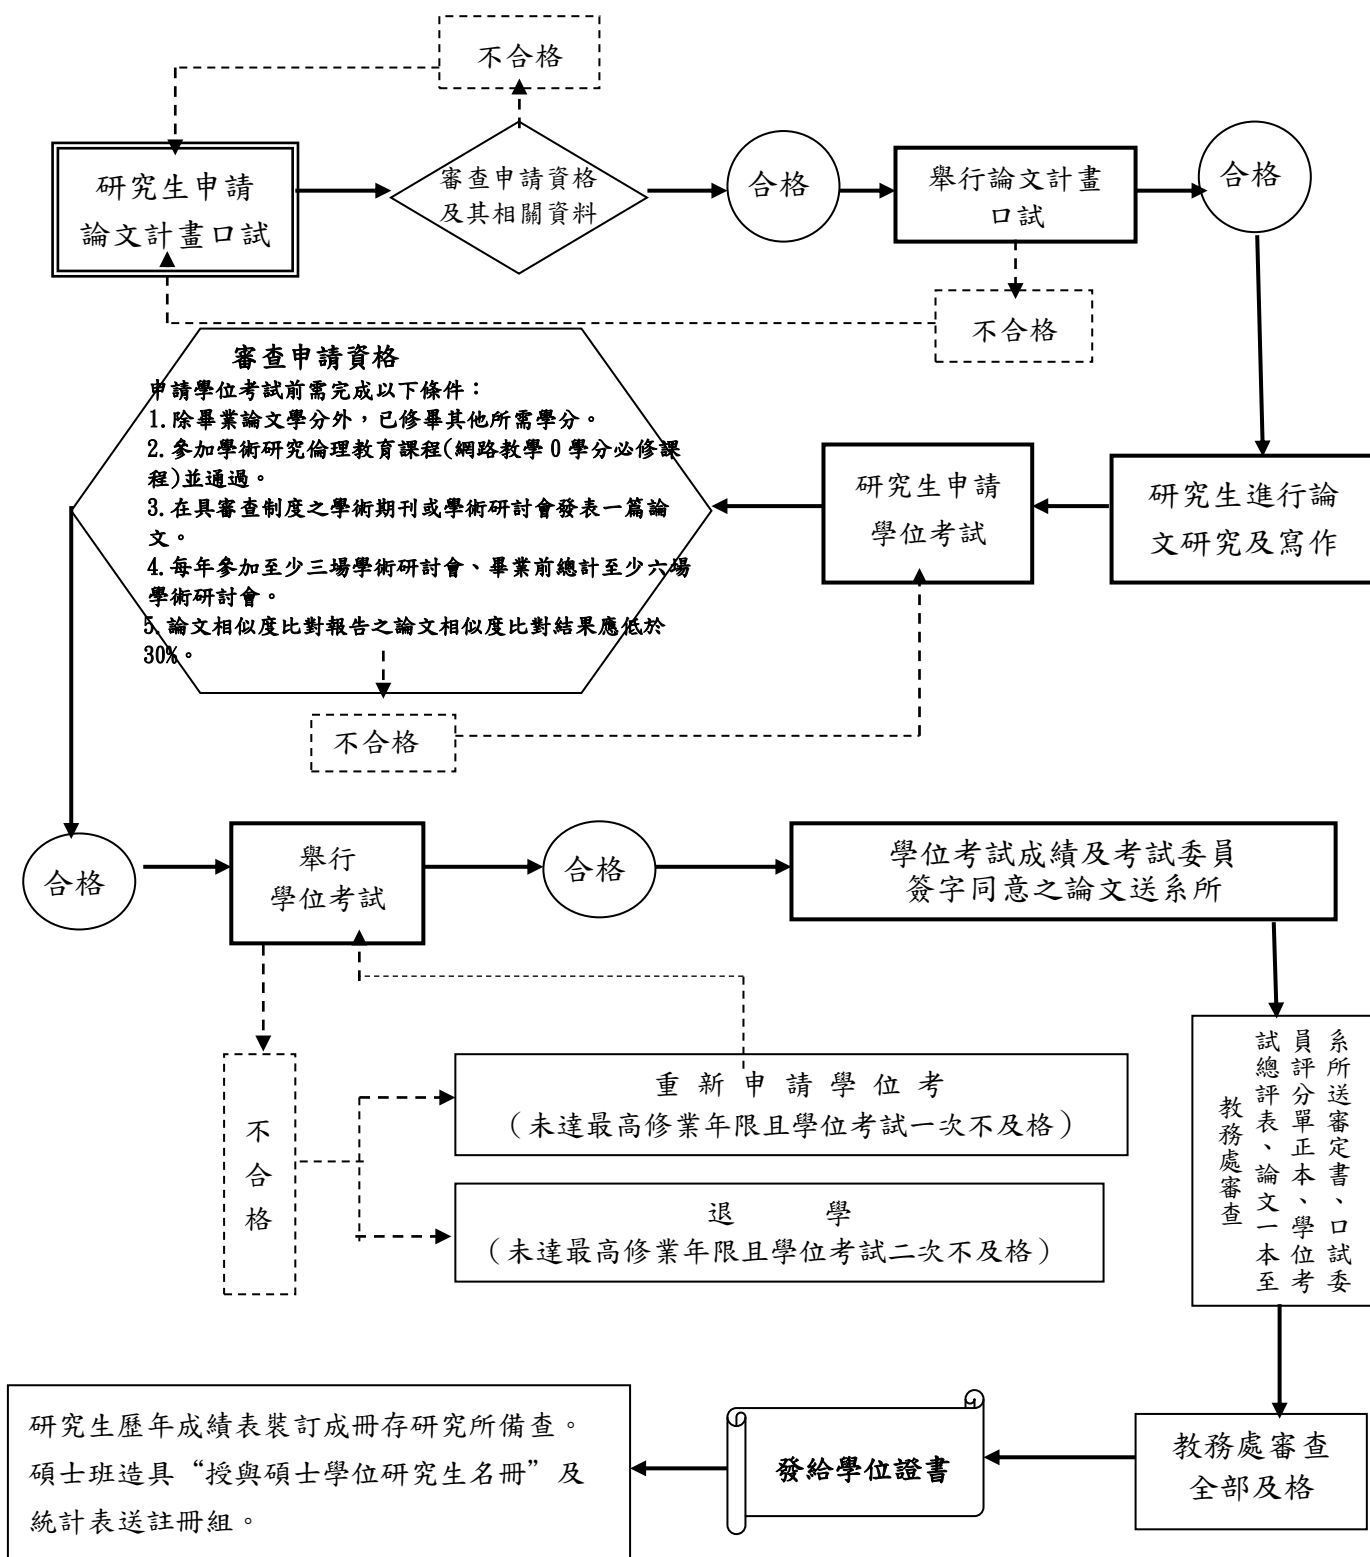 不合格
研究生申請
論文計畫口試
審查申請資格
及其相關資料
合格
舉行論文計畫
口試
合格
不合格
審查申請資格
申請學位考試前需完成以下條件：
1.除畢業論文學分外，已修畢其他所需學分。
2.參加學術研究倫理教育課程(網路教學 0 學分必修課
程)並通過。
3.在具審查制度之學術期刊或學術研討會發表一篇論
文。
4.每年參加至少三場學術研討會、畢業前總計至少六場
學術研討會。
5.論文相似度比對報告之論文相似度比對結果應低於
30%。
研究生申請
學位考試
研究生進行論
文研究及寫作
不合格
合格
舉行
學位考試
合格
學位考試成績及考試委員
簽字同意之論文送系所
不合格
重新申請學位考
（未達最高修業年限且學位考試一次不及格）
退 學
（未達最高修業年限且學位考試二次不及格）
系所送審定書、口試委
員評分單正本、學位考
試總評表、論文一本至
教務處審查
教務處審查
全部及格
發給學位證書
研究生歷年成績表裝訂成冊存研究所備查。
碩士班造具“授與碩士學位研究生名冊”及
統計表送註冊組。